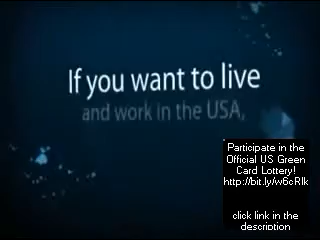 If you want to live
and work in the USA,
Participate in the
Official US Green
Card Lottery!
http://bit.ly/w6cRlk
click link in the
description